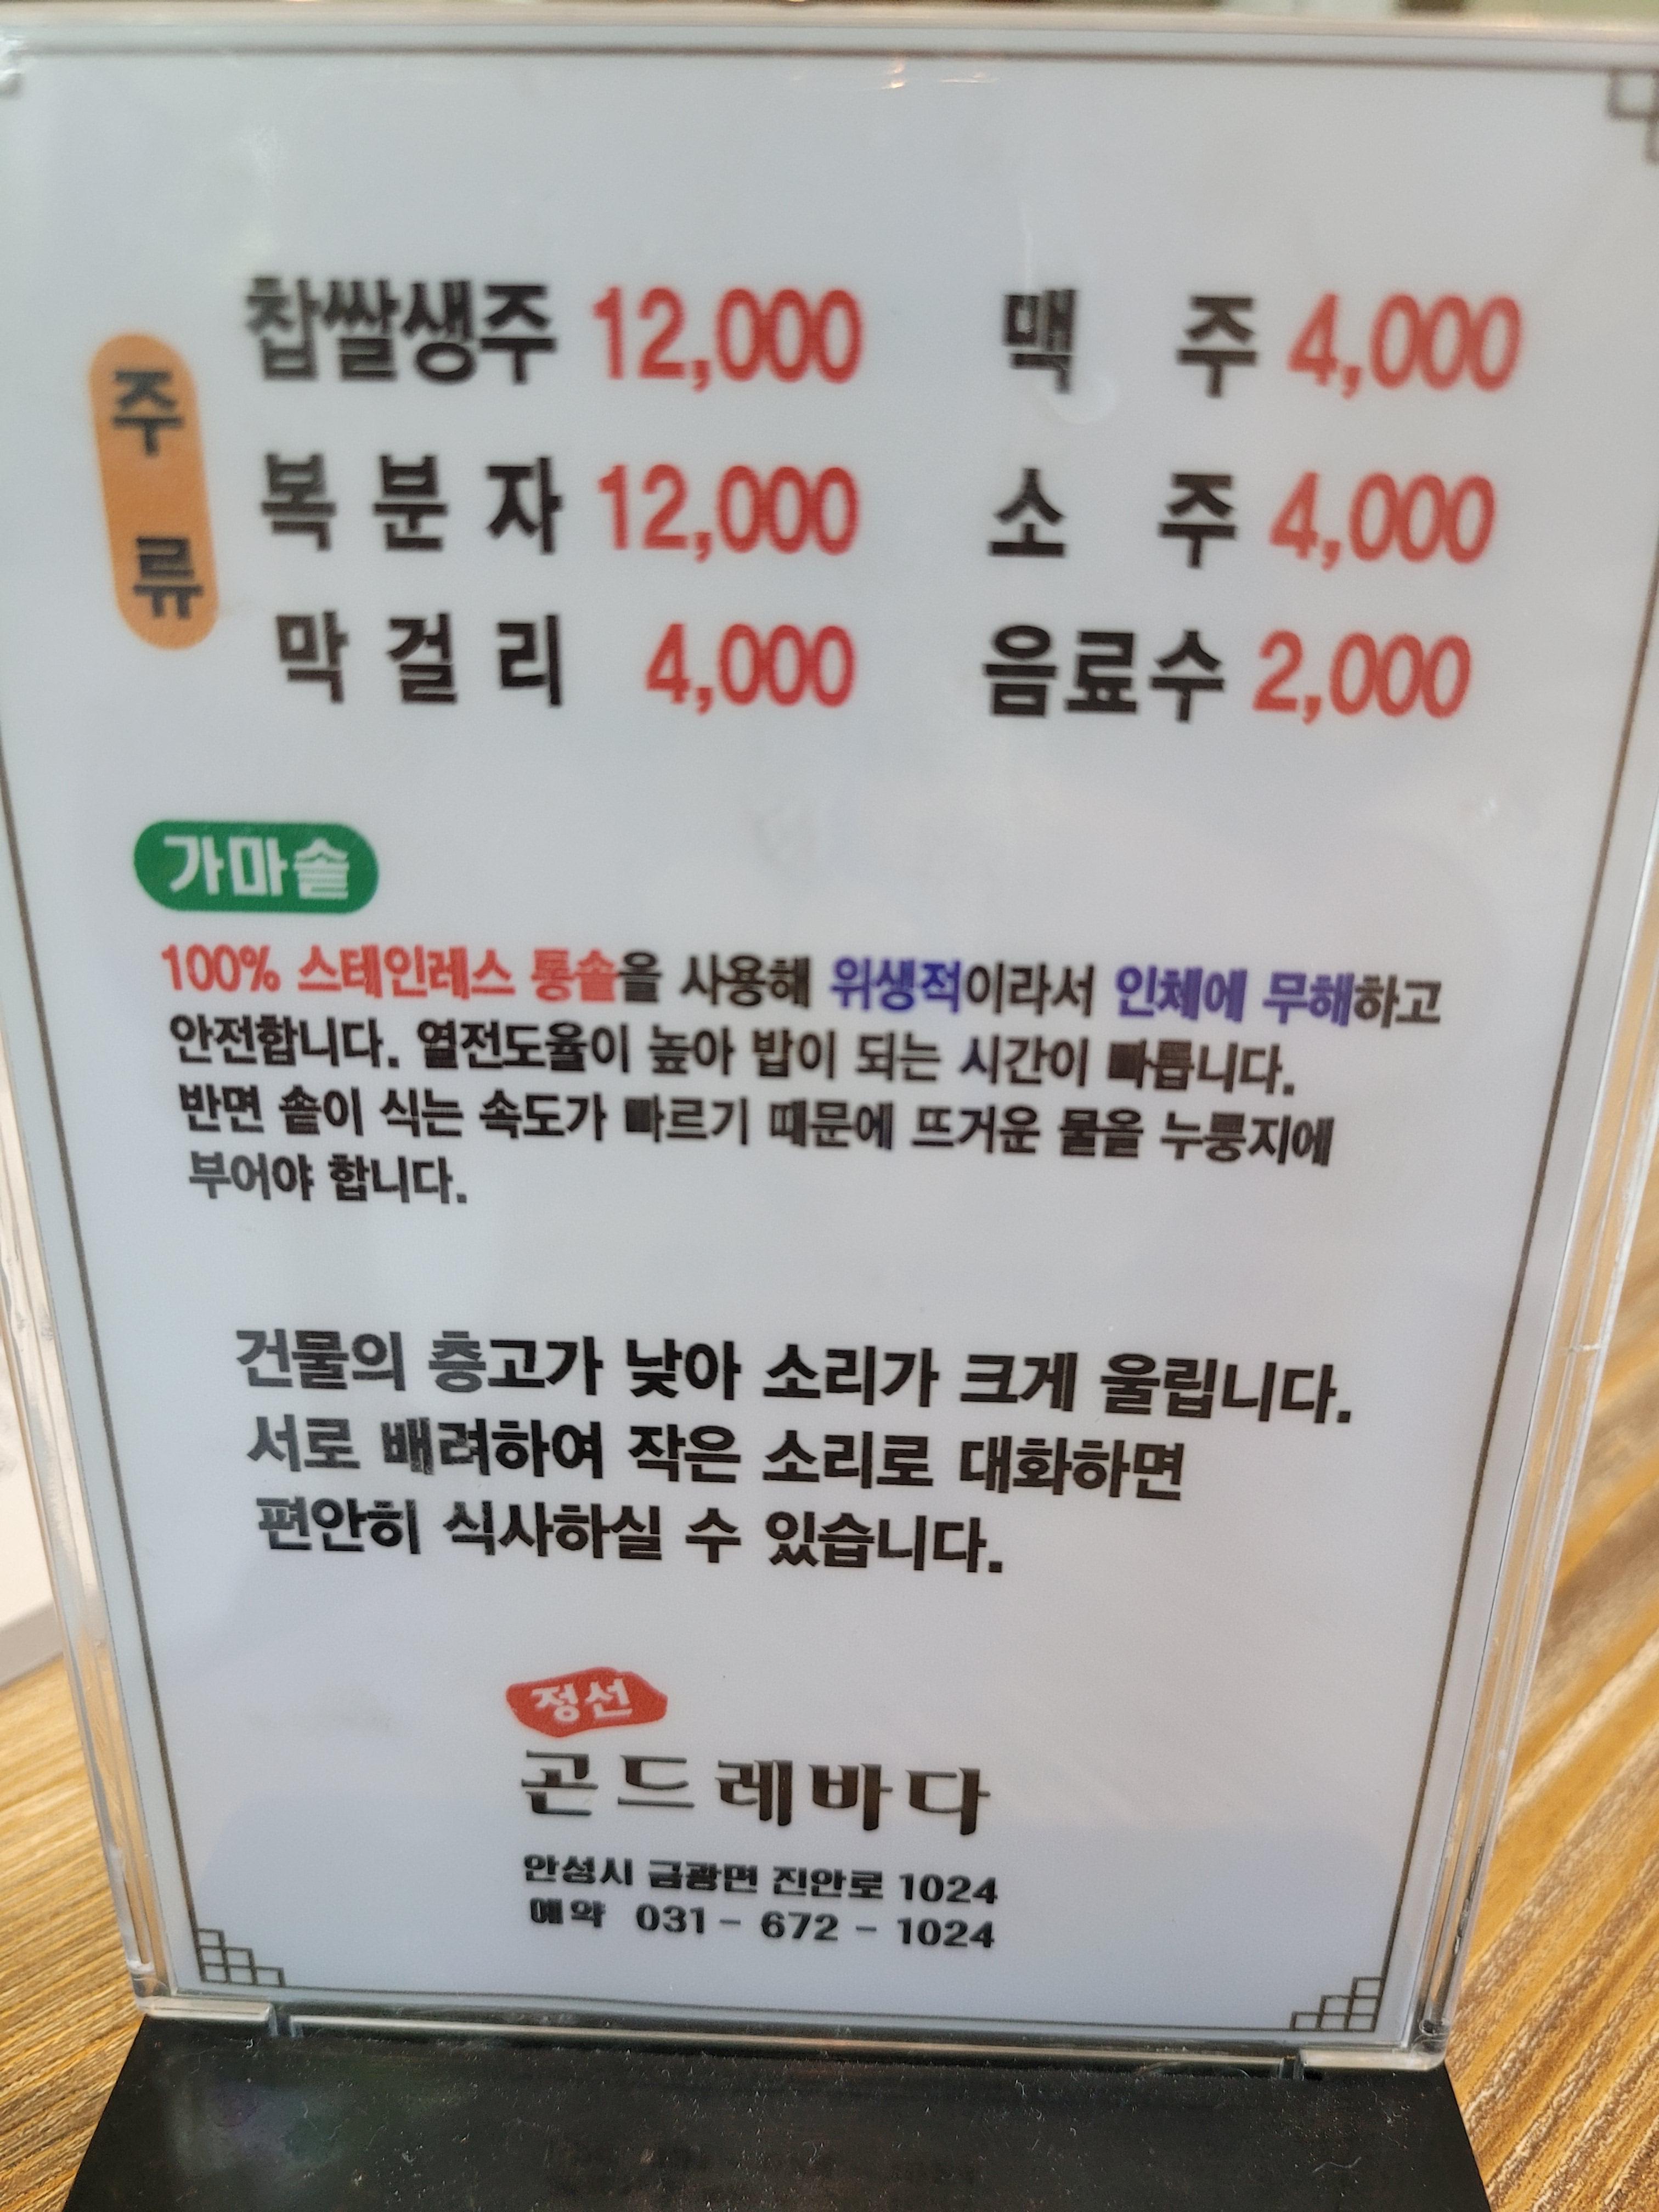 주류
찹쌀생주 12,000 맥 주 4,000
복 분 자 12,000 소 주 4,000
막 걸 리 4,000 음료수 2,000
가마솥
100% 스테인레스 통솥을 사용해 위생적이라서 인체에 무해하고
안전합니다. 열전도율이 높아 밥이 되는 시간이 빠릅니다.
반면 솥이 식는 속도가 빠르기 때문에 뜨거운 물을 누룽지에
부어야 합니다.
건물의 층고가 낮아 소리가 크게 울립니다.
서로 배려하여 작은 소리로 대화하면
편안히 식사하실 수 있습니다.
정선
곤드레바다
안성시 금광면 진안로 1024
예약 031 - 672 - 1024